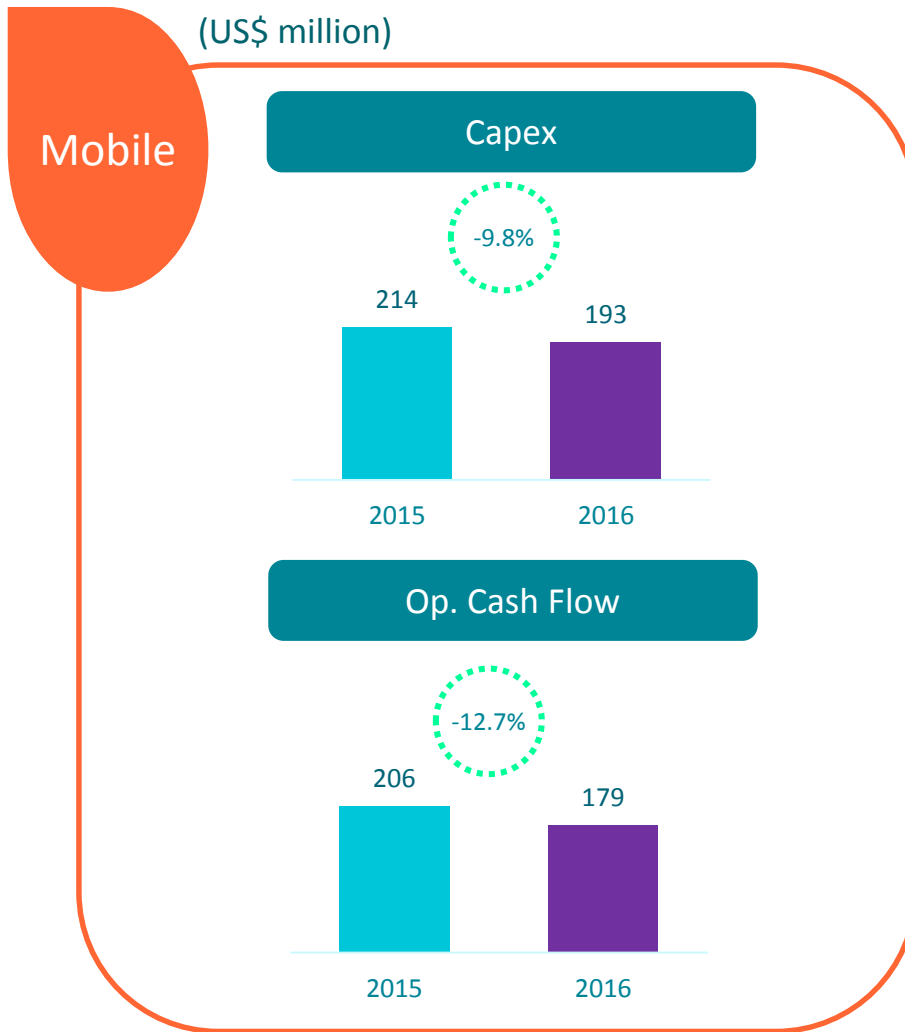 (US$ million)
Mobile
Capex
-9.8%
214
193
2015
2016
Op. Cash Flow
-12.7%
206
179
2015
2016